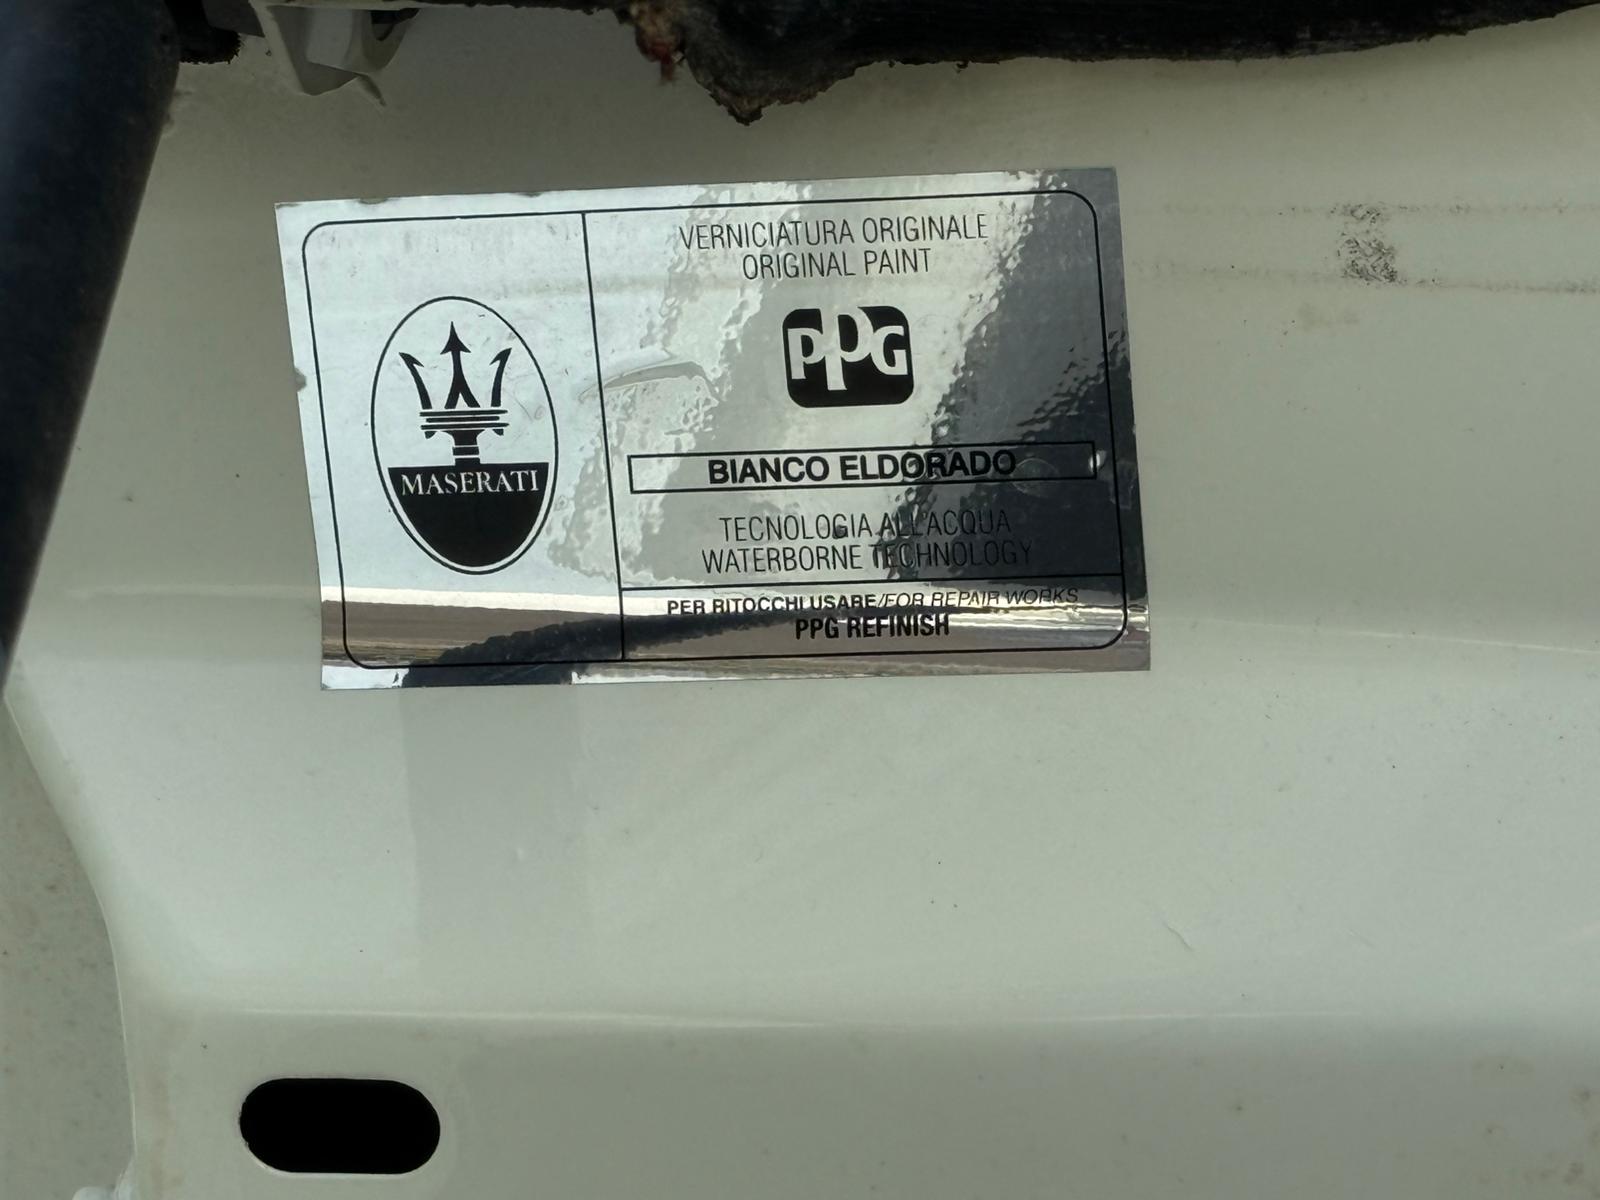 MASERATI
VERNICIATURA ORIGINALE
ORIGINAL PAINT
PPG
BIANCO ELDORADO
TECNOLOGIA ALL'ACQUA
WATERBORNE TECHNOLOGY
PER RITOCCHI USARE/FOR REPAIR WORKS
PPG REFINISH